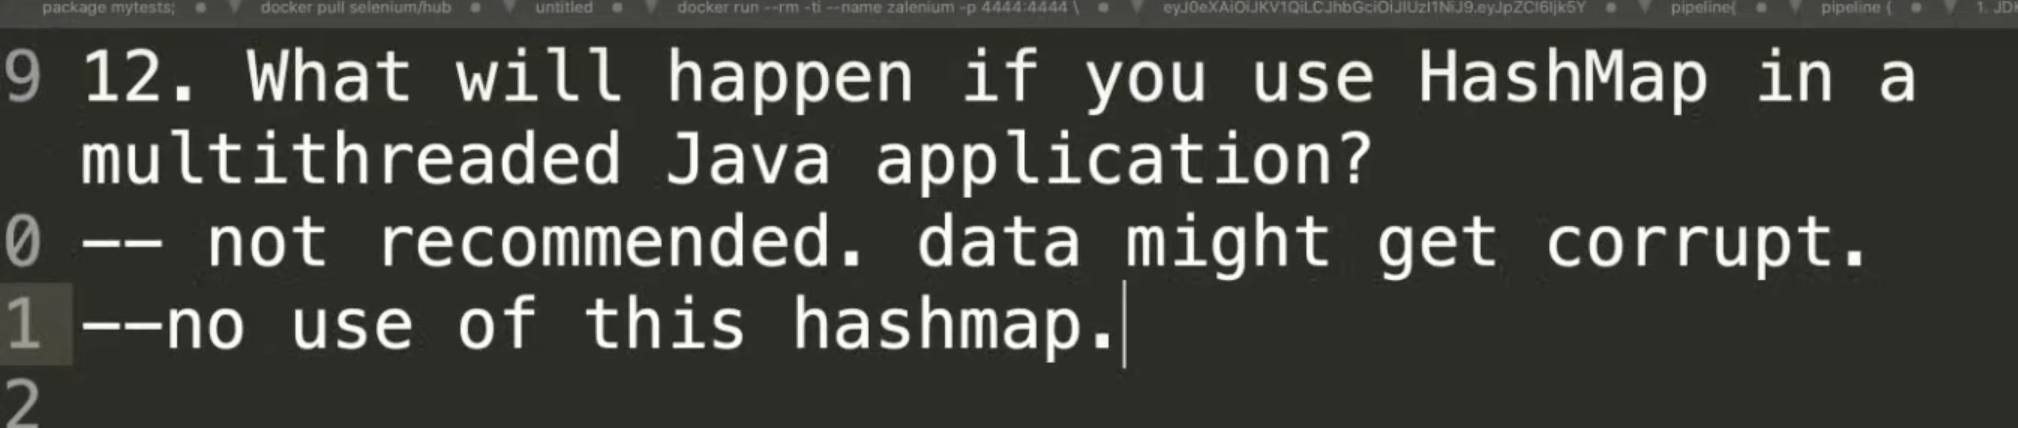 package mytests; docker pull selenium/hub untitled docker run --rm -ti --name zalenium -p 4444:4444 \ pipeline{ pipeline { 1. JD
9 12. What will happen if you use HashMap in a
multithreaded Java application?
0 -- not recommended. data might get corrupt.
1 --no use of this hashmap.
2